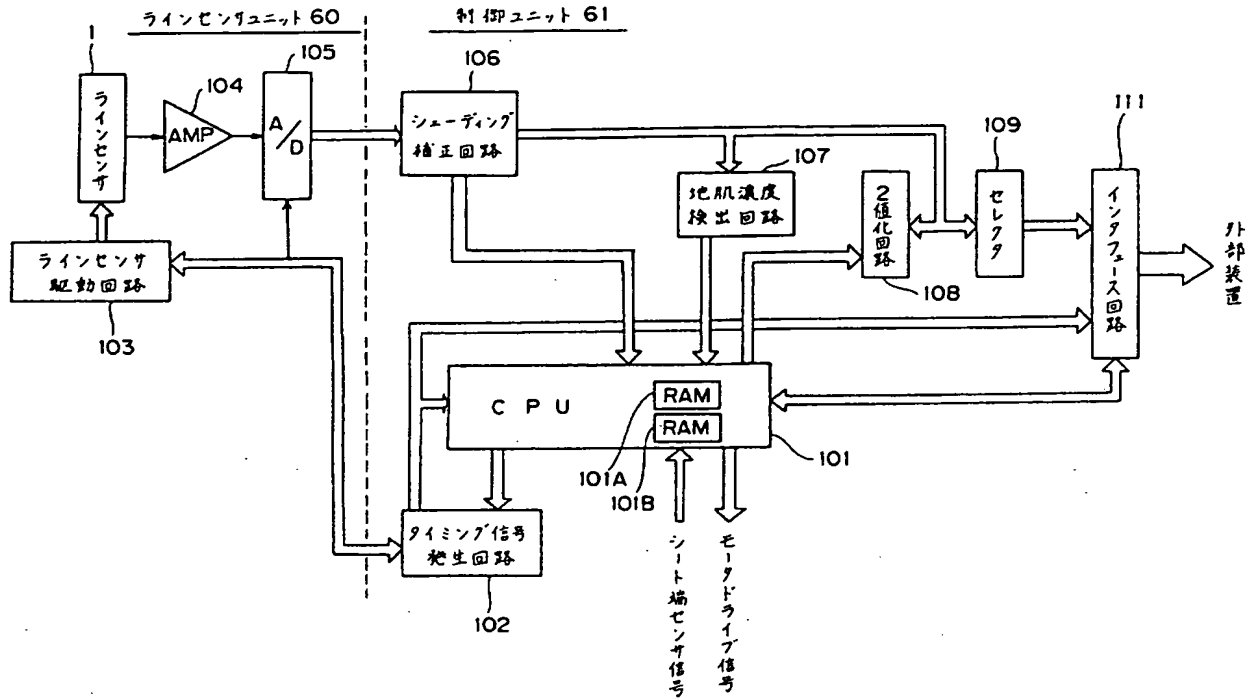 ラインセンサユニット 60
制御ユニット 61
1
ラインセンサ
104
AMP
105
A/D
106
シェーディング
補正回路
107
地肌濃度
検出回路
2値化回路
108
109
セレクタ
111
インタフェース回路
外部装置
ラインセンサ
駆動回路
103
CPU
RAM
RAM
101A
101B
101
タイミング信号
発生回路
102
シート端センサ信号
モータドライブ信号